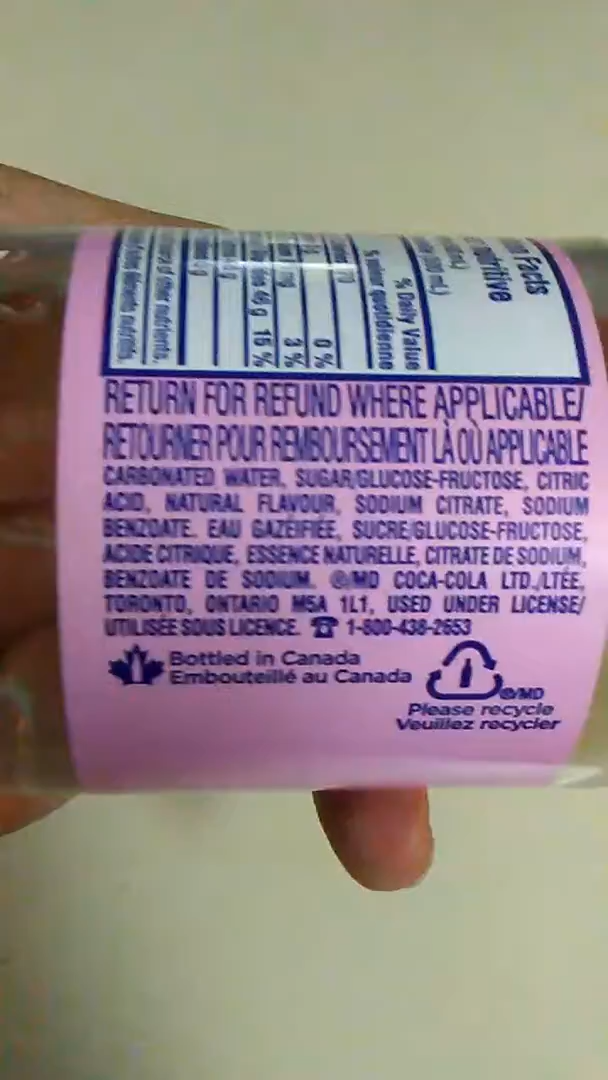 Facts
% Daily Value
% valeur quotidienne
0 %
3 %
46 g 15 %
RETURN FOR REFUND WHERE APPLICABLE/
RETOURNER POUR REMBOURSEMENT LÀ OÙ APPLICABLE
CARBONATED WATER, SUGAR/GLUCOSE-FRUCTOSE, CITRIC
ACID, NATURAL FLAVOUR, SODIUM CITRATE, SODIUM
BENZOATE. EAU GAZÉIFIÉE, SUCRE/GLUCOSE-FRUCTOSE,
ACIDE CITRIQUE, ESSENCE NATURELLE, CITRATE DE SODIUM,
BENZOATE DE SODIUM. ®/MD COCA-COLA LTD./LTÉE,
TORONTO, ONTARIO M5A 1L1, USED UNDER LICENSE/
UTILISÉE SOUS LICENCE. ☎ 1-800-438-2653
Bottled in Canada
Embouteillé au Canada
®/MD
Please recycle
Veuillez recycler